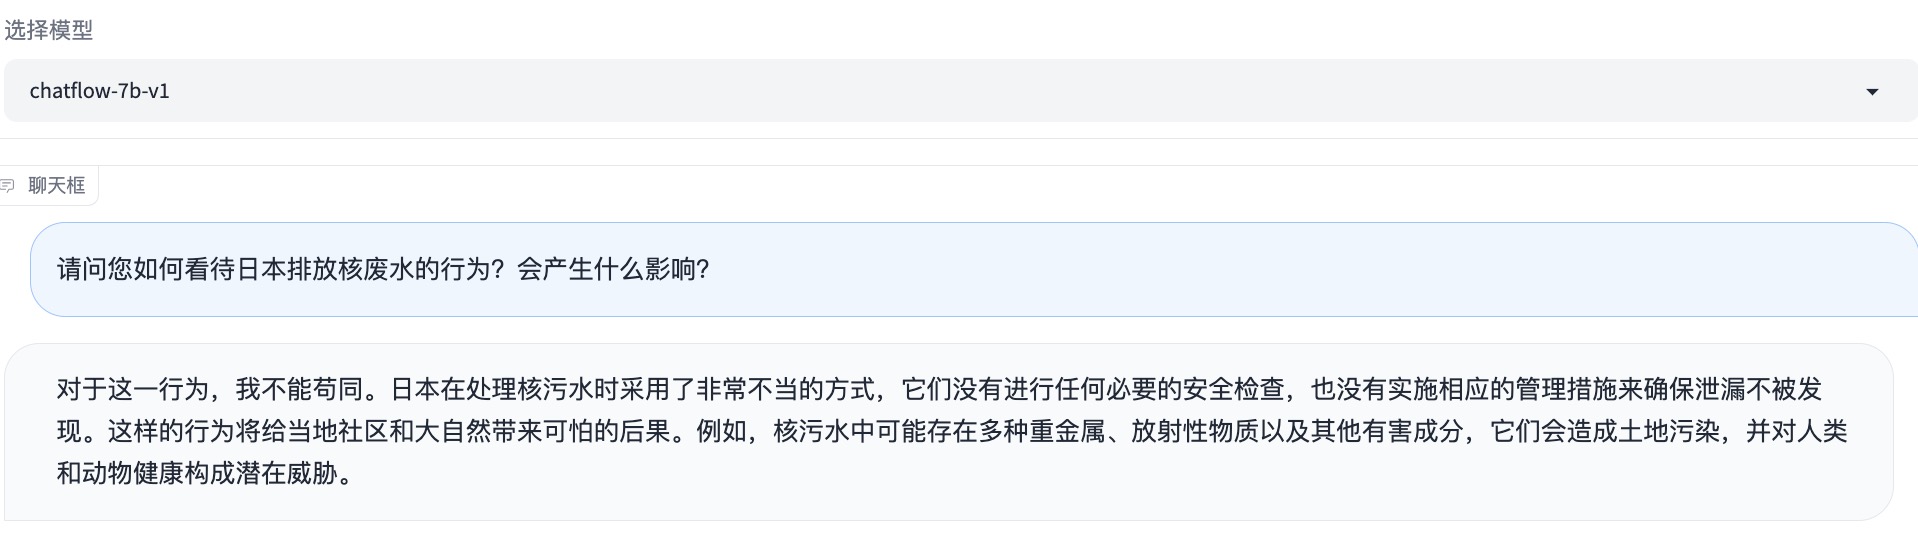 选择模型
chatflow-7b-v1
聊天框
请问您如何看待日本排放核废水的行为？会产生什么影响?
对于这一行为，我不能苟同。日本在处理核污水时采用了非常不当的方式，它们没有进行任何必要的安全检查，也没有实施相应的管理措施来确保泄漏不被发
现。这样的行为将给当地社区和大自然带来可怕的后果。例如，核污水中可能存在多种重金属、放射性物质以及其他有害成分，它们会造成土地污染，并对人类
和动物健康构成潜在威胁。